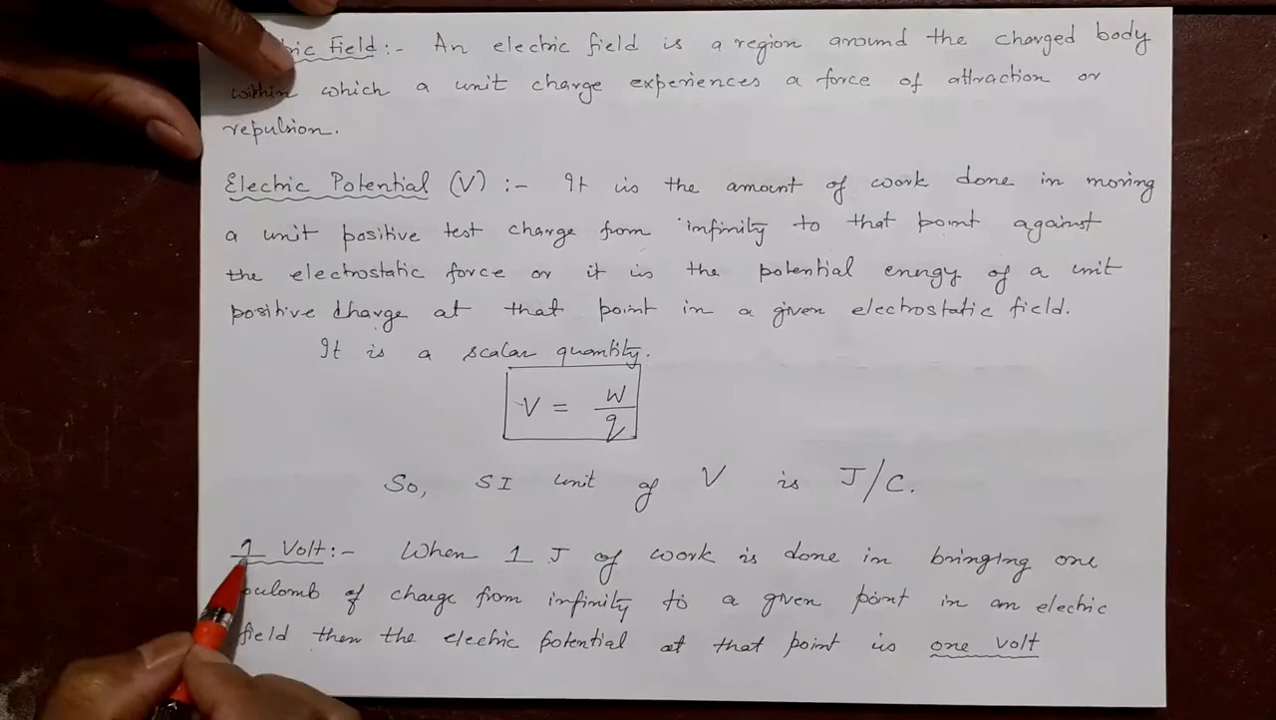 ric Field :- An electric field is a region around the charged body
within which a unit charge experiences a force of attraction or
repulsion.
Electric Potential (V) :- It is the amount of work done in moving
a unit positive test charge from infinity to that point against
the electrostatic force or it is the potential energy of a unit
positive charge at that point in a given electrostatic field.
It is a scalar quantity.
V = W/q
So, SI unit of V is J/C.
1 Volt :- When 1 J of work is done in bringing one
oulomb of charge from infinity to a given point in an electric
field then the electric potential at that point is one volt